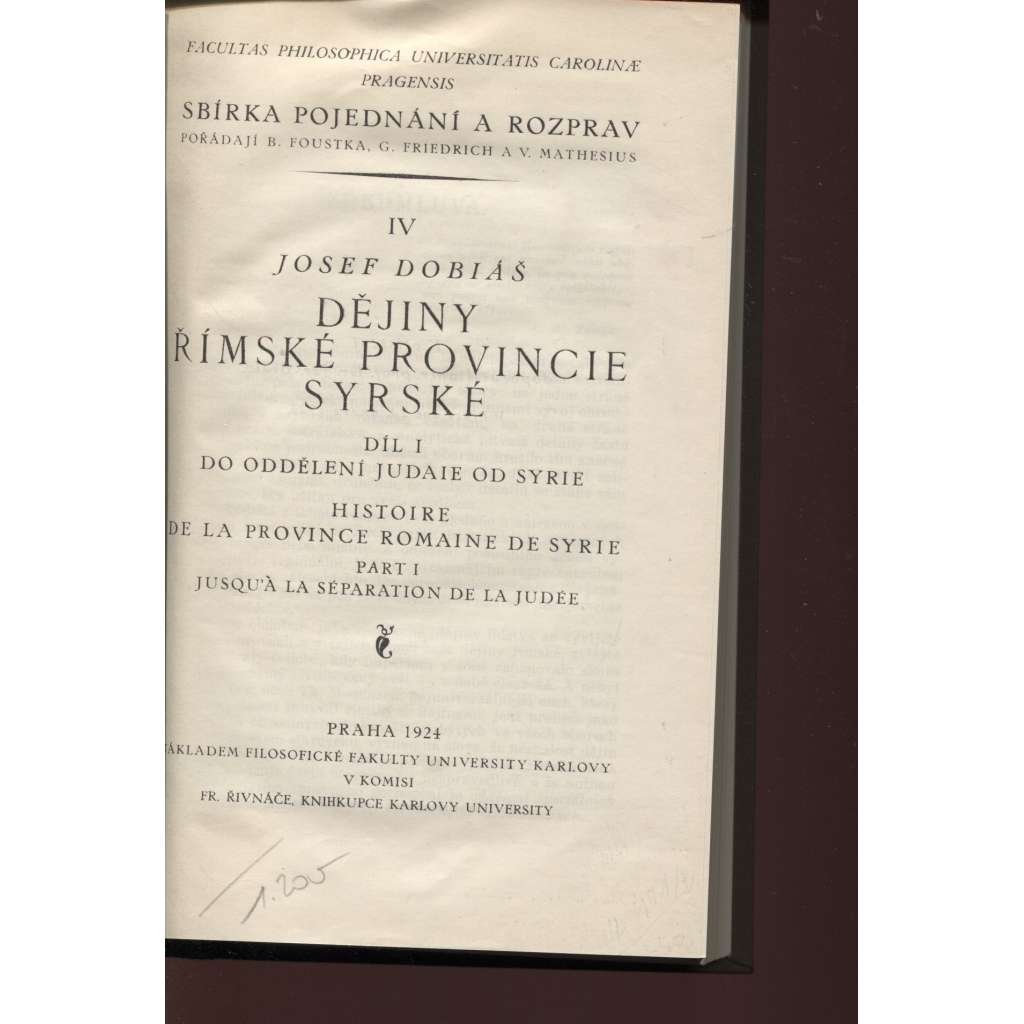 FACULTAS PHILOSOPHICA UNIVERSITATIS CAROLINÆ
PRAGENSIS
SBÍRKA POJEDNÁNÍ A ROZPRAV
POŘÁDAJÍ B. FOUSTKA, G. FRIEDRICH A V. MATHESIUS
IV
JOSEF DOBIÁŠ
DĚJINY
ŘÍMSKÉ PROVINCIE
SYRSKÉ
DÍL I
DO ODDĚLENÍ JUDAIE OD SYRIE
HISTOIRE
DE LA PROVINCE ROMAINE DE SYRIE
PART I
JUSQU'À LA SÉPARATION DE LA JUDÉE
PRAHA 1924
NÁKLADEM FILOSOFICKÉ FAKULTY UNIVERSITY KARLOVY
V KOMISI
FR. ŘIVNÁČE, KNIHKUPCE KARLOVY UNIVERSITY